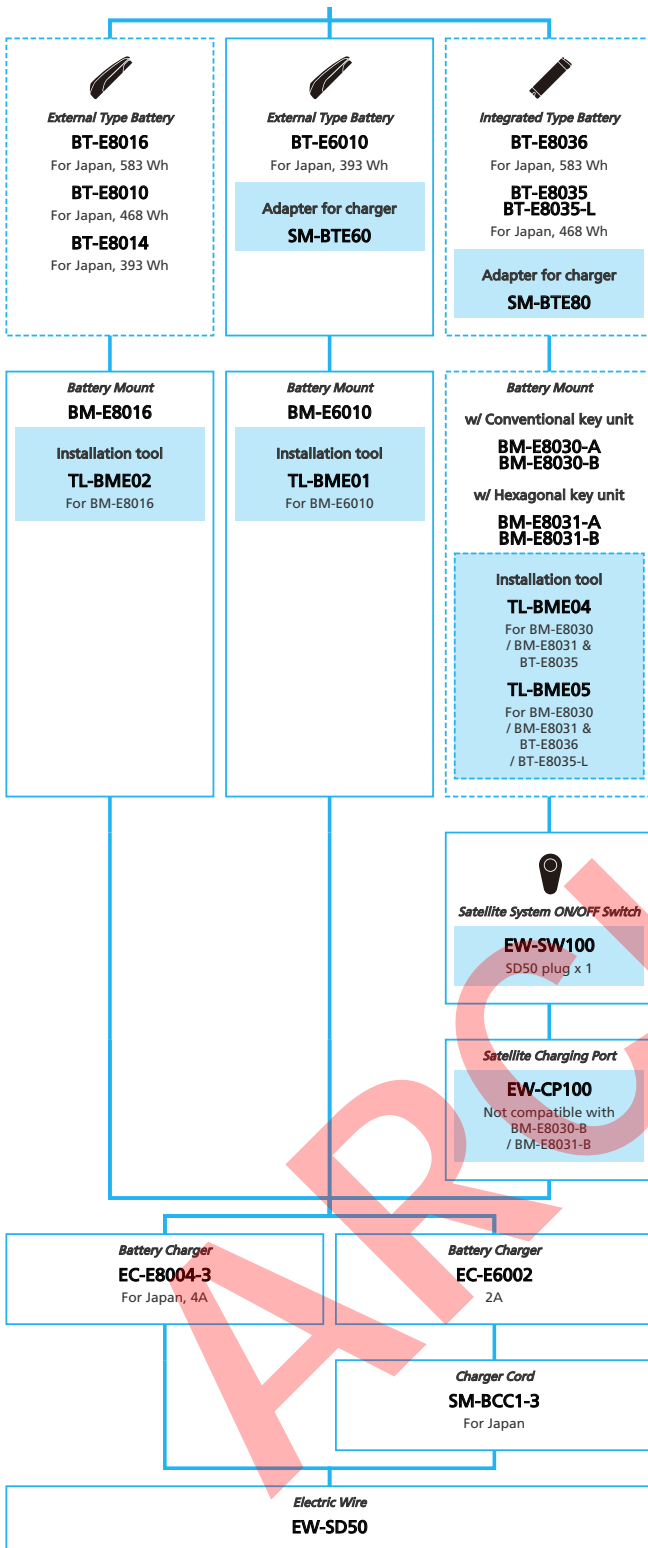 External Type Battery
BT-E8016
For Japan, 583 Wh
BT-E8010
For Japan, 468 Wh
BT-E8014
For Japan, 393 Wh
External Type Battery
BT-E6010
For Japan, 393 Wh
Adapter for charger
SM-BTE60
Integrated Type Battery
BT-E8036
For Japan, 583 Wh
BT-E8035
BT-E8035-L
For Japan, 468 Wh
Adapter for charger
SM-BTE80
Battery Mount
BM-E8016
Installation tool
TL-BME02
For BM-E8016
Battery Mount
BM-E6010
Installation tool
TL-BME01
For BM-E6010
Battery Mount
w/ Conventional key unit
BM-E8030-A
BM-E8030-B
w/ Hexagonal key unit
BM-E8031-A
BM-E8031-B
Installation tool
TL-BME04
For BM-E8030
/ BM-E8031 &
BT-E8035
TL-BME05
For BM-E8030
/ BM-E8031 &
BT-E8036
/ BT-E8035-L
Satellite System ON/OFF Switch
EW-SW100
SD50 plug x 1
Satellite Charging Port
EW-CP100
Not compatible with
BM-E8030-B
/ BM-E8031-B
Battery Charger
EC-E8004-3
For Japan, 4A
Battery Charger
EC-E6002
2A
Charger Cord
SM-BCC1-3
For Japan
Electric Wire
EW-SD50
ARC